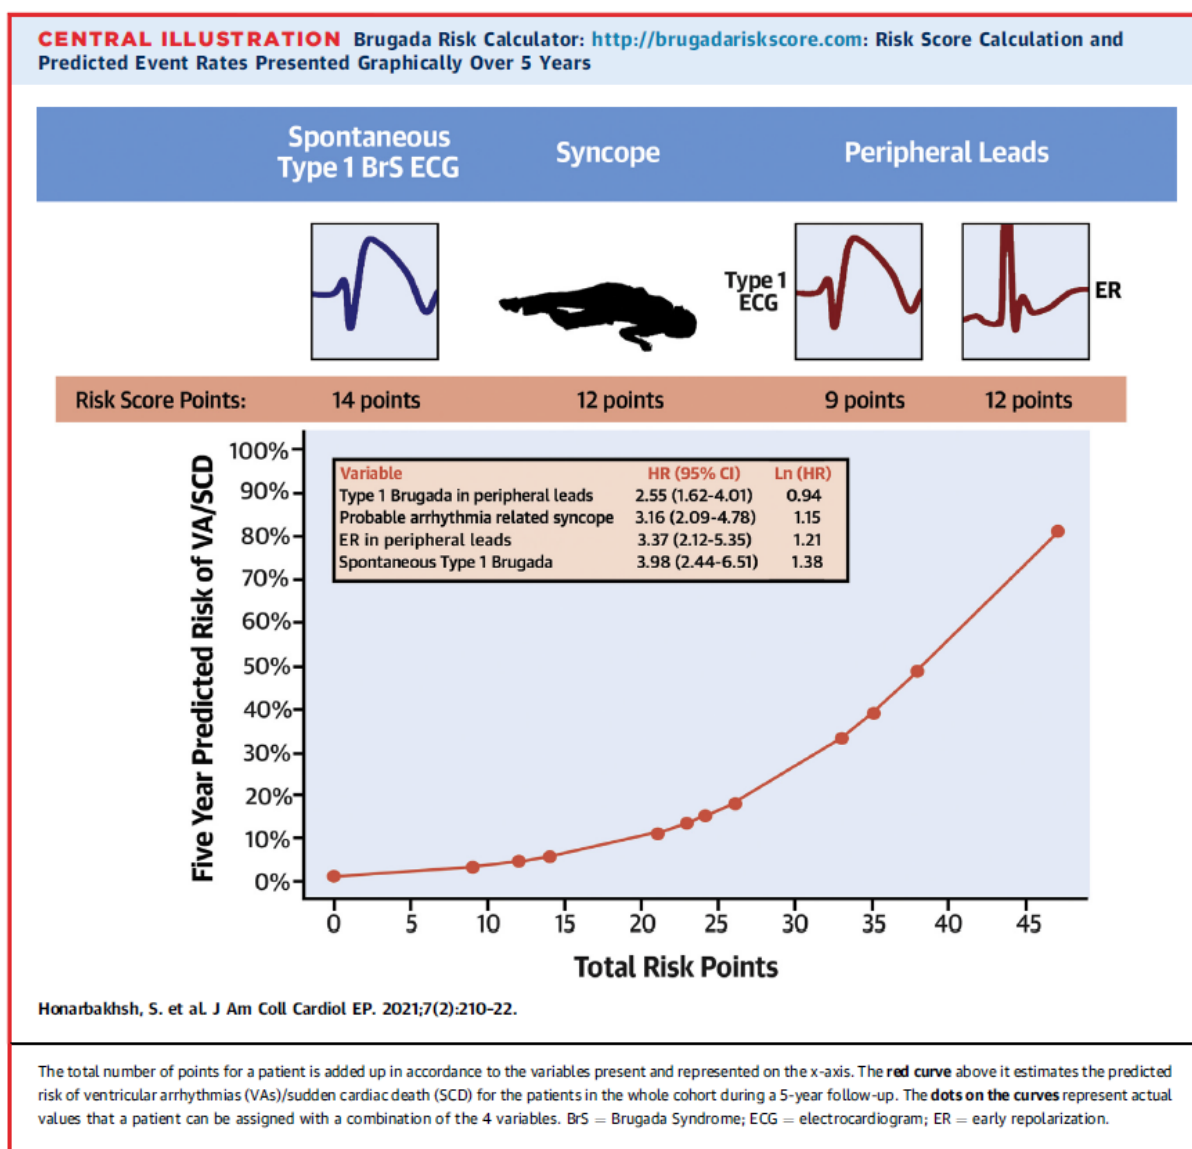 CENTRAL ILLUSTRATION Brugada Risk Calculator: http://brugadariskscore.com: Risk Score Calculation and
Predicted Event Rates Presented Graphically Over 5 Years
Spontaneous
Type 1 BrS ECG
Syncope
Peripheral Leads
Type 1
ECG
ER
Risk Score Points: 14 points 12 points 9 points 12 points
Five Year Predicted Risk of VA/SCD
100%
90%
80%
70%
60%
50%
40%
30%
20%
10%
0%
Variable HR (95% CI) Ln (HR)
Type 1 Brugada in peripheral leads 2.55 (1.62-4.01) 0.94
Probable arrhythmia related syncope 3.16 (2.09-4.78) 1.15
ER in peripheral leads 3.37 (2.12-5.35) 1.21
Spontaneous Type 1 Brugada 3.98 (2.44-6.51) 1.38
0 5 10 15 20 25 30 35 40 45
Total Risk Points
Honarbakhsh, S. et al. J Am Coll Cardiol EP. 2021;7(2):210-22.
The total number of points for a patient is added up in accordance to the variables present and represented on the x-axis. The red curve above it estimates the predicted
risk of ventricular arrhythmias (VAs)/sudden cardiac death (SCD) for the patients in the whole cohort during a 5-year follow-up. The dots on the curves represent actual
values that a patient can be assigned with a combination of the 4 variables. BrS = Brugada Syndrome; ECG = electrocardiogram; ER = early repolarization.